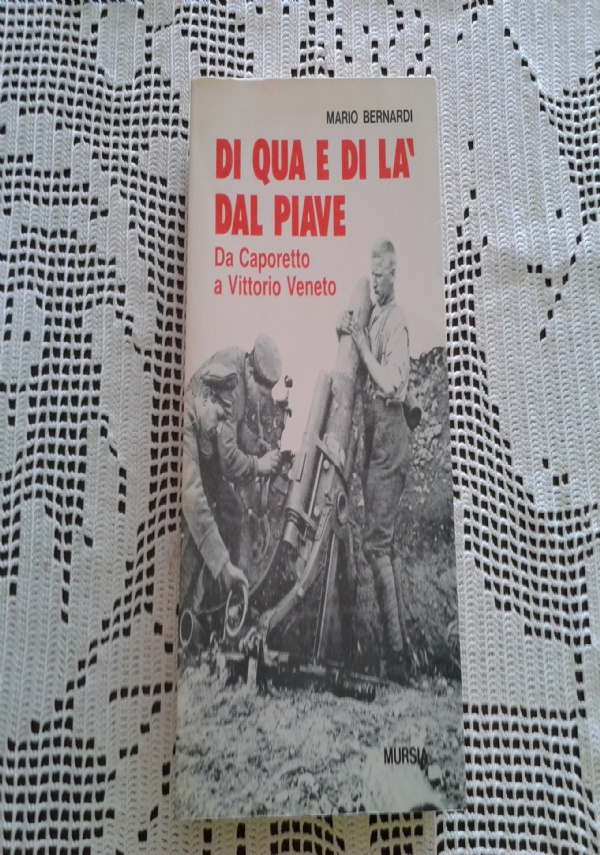 MARIO BERNARDI
DI QUA E DI LA'
DAL PIAVE
Da Caporetto
a Vittorio Veneto
MURSIA